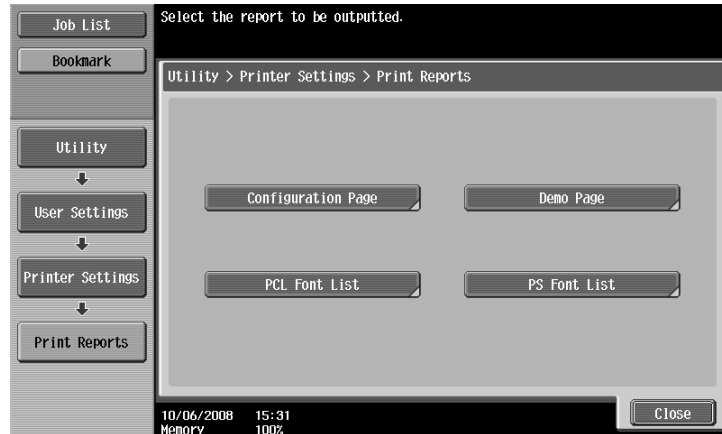 Job List
Select the report to be outputted.
Bookmark
Utility > Printer Settings > Print Reports
Utility
User Settings
Printer Settings
Print Reports
Configuration Page
Demo Page
PCL Font List
PS Font List
10/06/2008 15:31
Memory 100%
Close